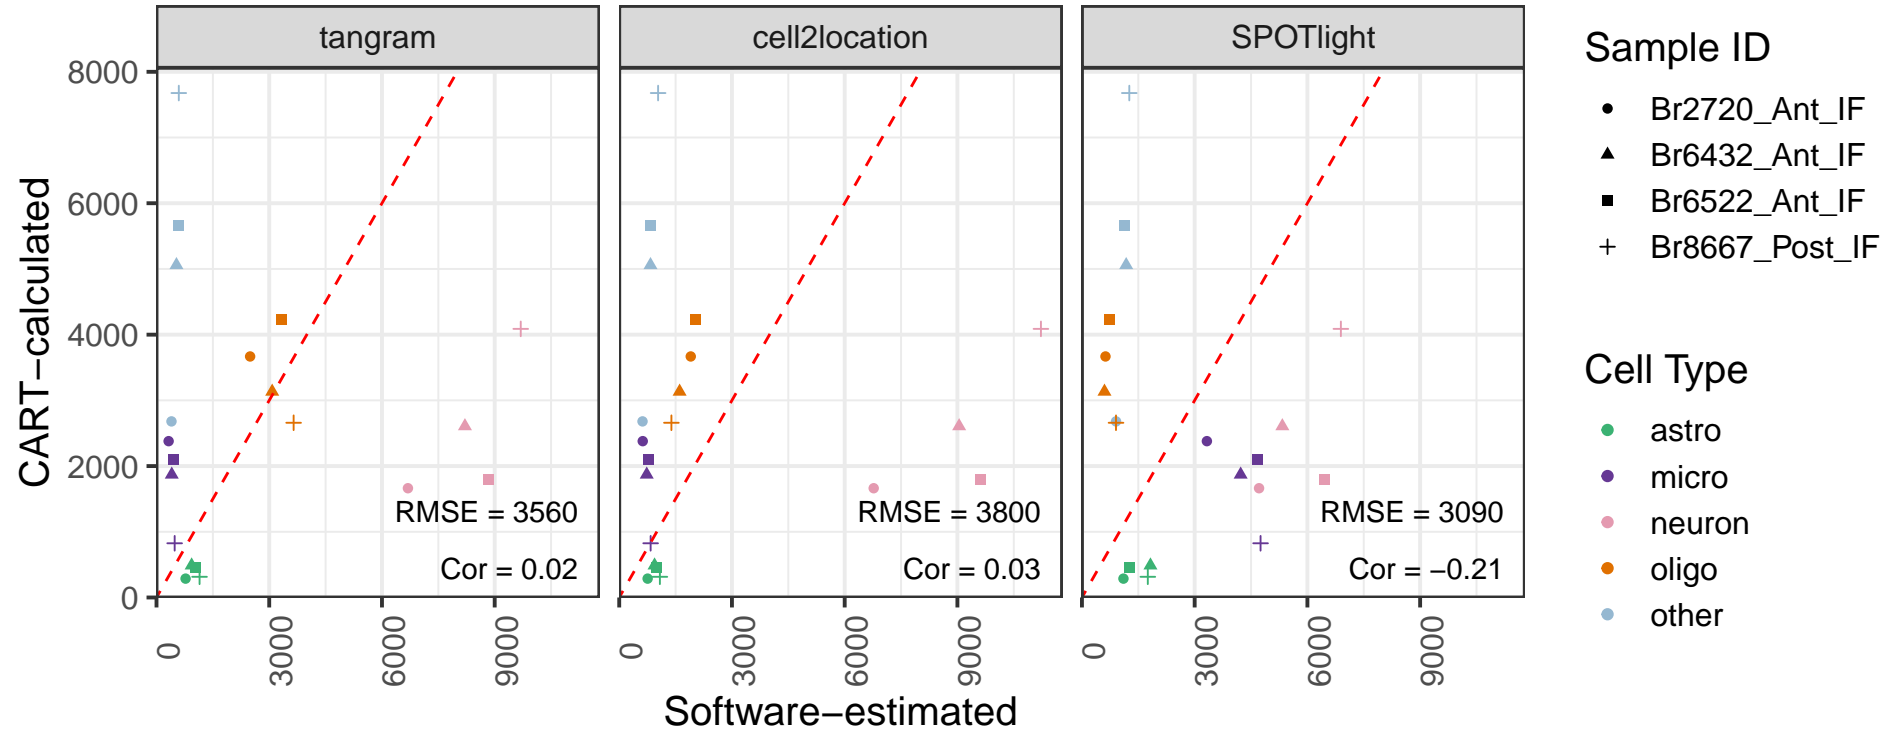 tangram
cell2location
SPOTlight
CART−calculated
8000
6000
4000
2000
0
RMSE = 3560
Cor = 0.02
RMSE = 3800
Cor = 0.03
RMSE = 3090
Cor = −0.21
0
3000
6000
9000
0
3000
6000
9000
0
3000
6000
9000
Software−estimated
Sample ID
Br2720_Ant_IF
Br6432_Ant_IF
Br6522_Ant_IF
Br8667_Post_IF
Cell Type
astro
micro
neuron
oligo
other